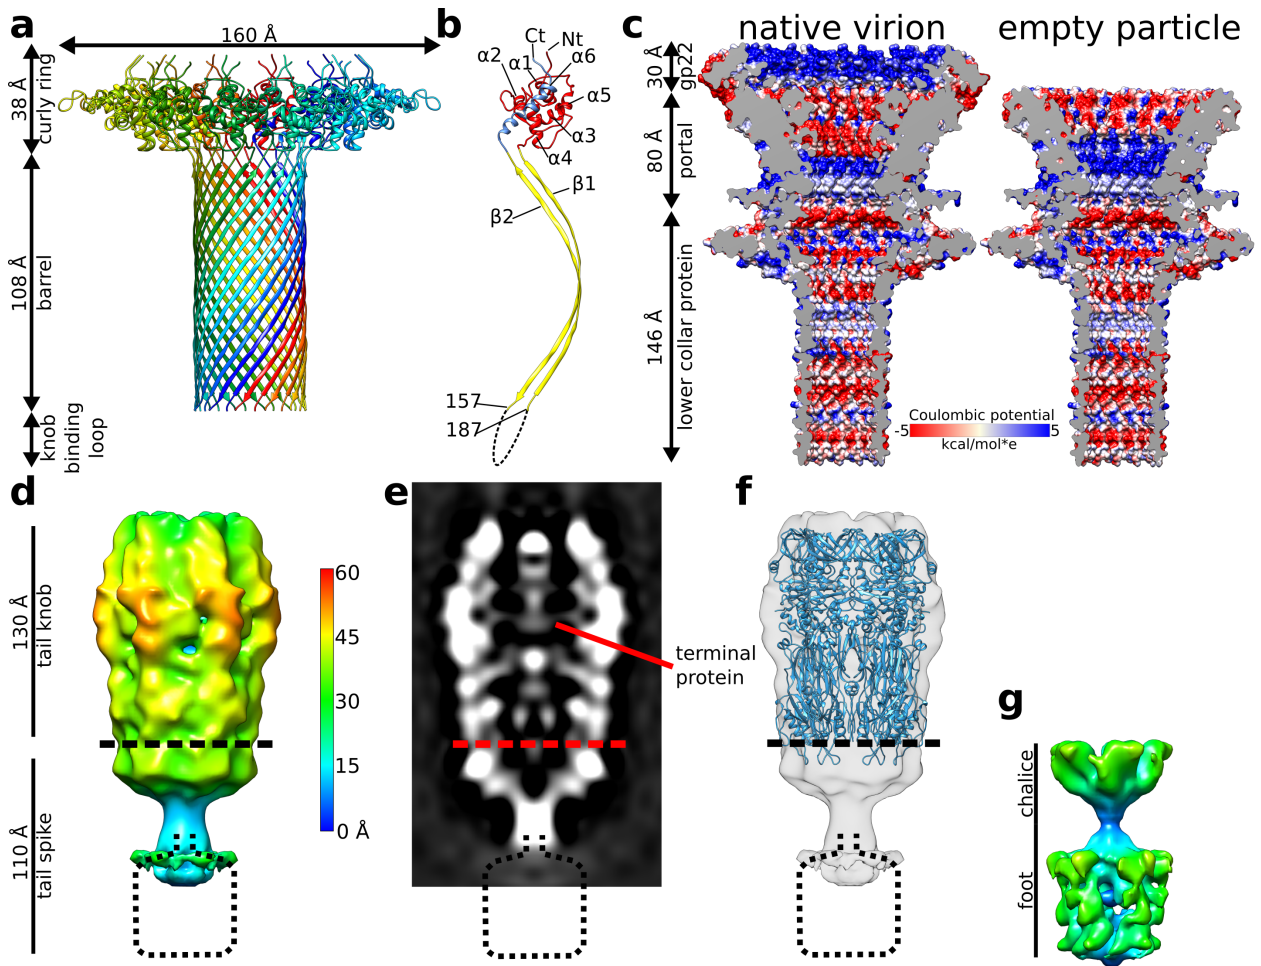 a
160 Å
38 Å
curly ring
108 Å
barrel
knob
binding
loop
b
Ct
Nt
α2
α1
α6
α5
α3
α4
β1
β2
157
187
c
native virion
empty particle
30 Å
gp22
80 Å
portal
146 Å
lower collar protein
Coulombic potential
-5
5
kcal/mol*e
d
130 Å
tail knob
110 Å
tail spike
60
45
30
15
0 Å
e
terminal
protein
f
g
chalice
foot